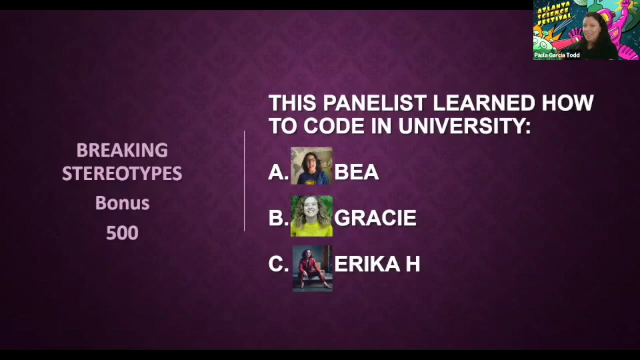 ATLANTA
SCIENCE
FESTIVAL
Paola Garcia Todd
THIS PANELIST LEARNED HOW
TO CODE IN UNIVERSITY:
BREAKING
STEREOTYPES
Bonus
500
A. BEA
B. GRACIE
C. ERIKA H